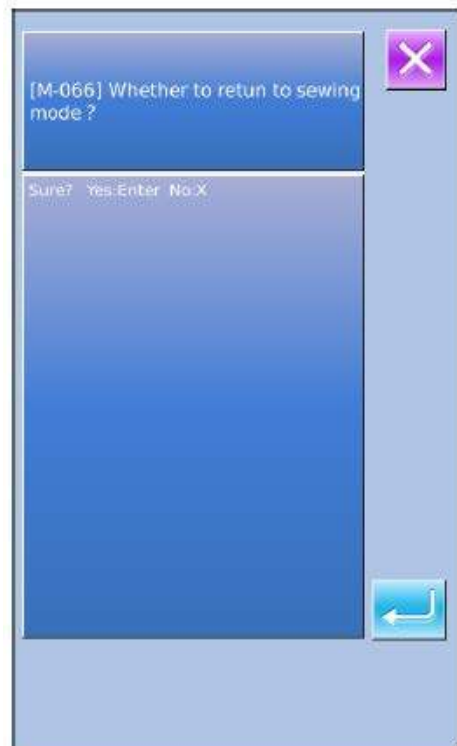 [M-066] Whether to retun to sewing
mode ?
Sure? Yes:Enter No:X